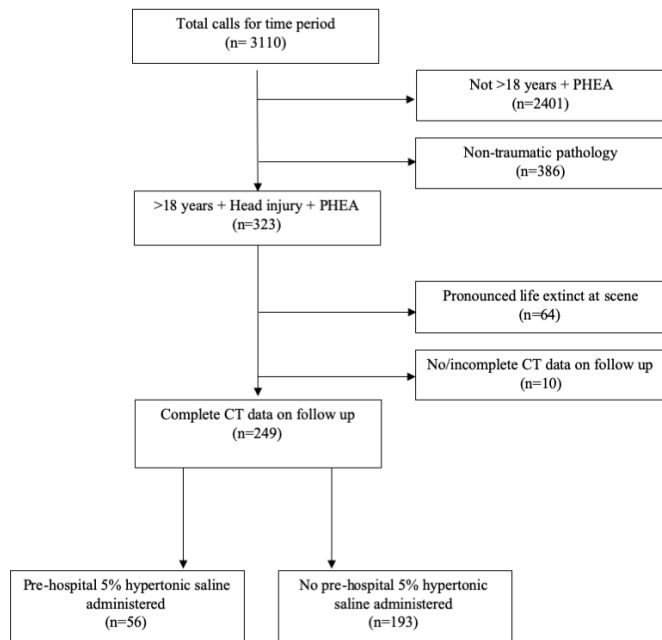 Total calls for time period
(n= 3110)
Not >18 years + PHEA
(n=2401)
Non-traumatic pathology
(n=386)
>18 years + Head injury + PHEA
(n=323)
Pronounced life extinct at scene
(n=64)
No/incomplete CT data on follow up
(n=10)
Complete CT data on follow up
(n=249)
Pre-hospital 5% hypertonic saline
administered
(n=56)
No pre-hospital 5% hypertonic
saline administered
(n=193)